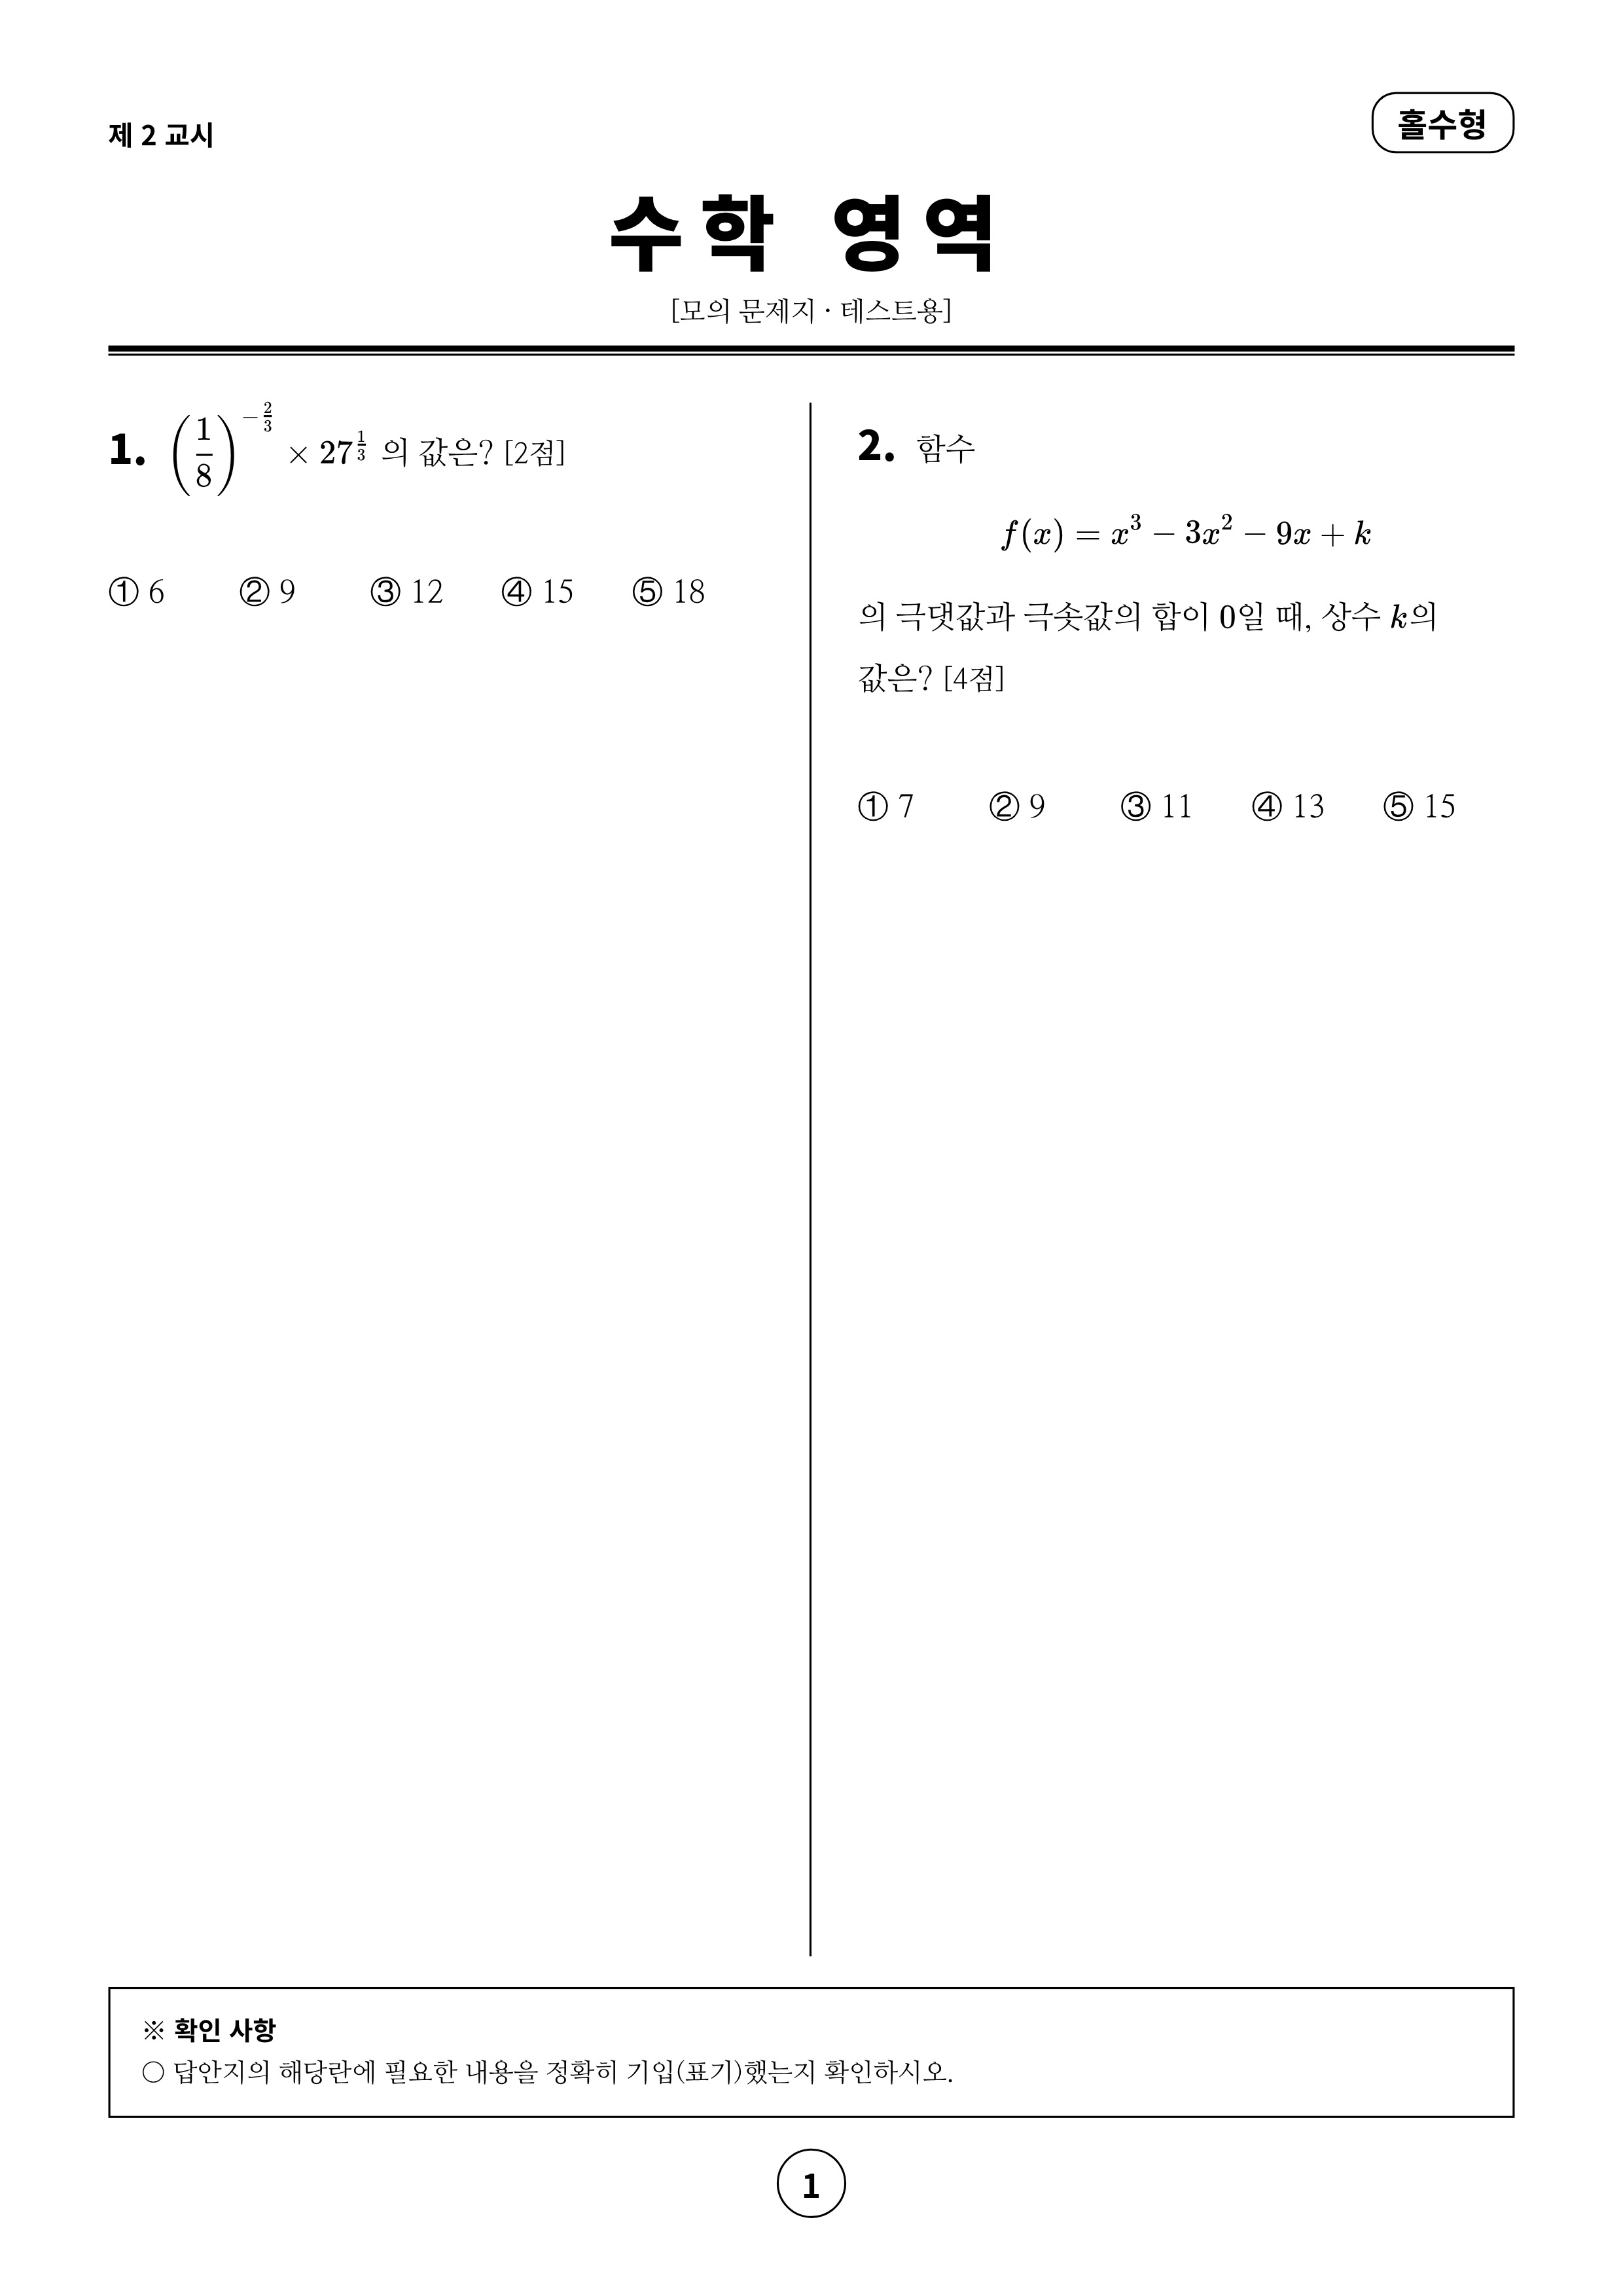 제 2 교시
홀수형
수학 영역
[모의 문제지 · 테스트용]
1. (1/8)^(-2/3) × 27^(1/3) 의 값은? [2점]
① 6 ② 9 ③ 12 ④ 15 ⑤ 18
2. 함수
f(x) = x³ − 3x² − 9x + k
의 극댓값과 극솟값의 합이 0일 때, 상수 k의
값은? [4점]
① 7 ② 9 ③ 11 ④ 13 ⑤ 15
※ 확인 사항
○ 답안지의 해당란에 필요한 내용을 정확히 기입(표기)했는지 확인하시오.
1